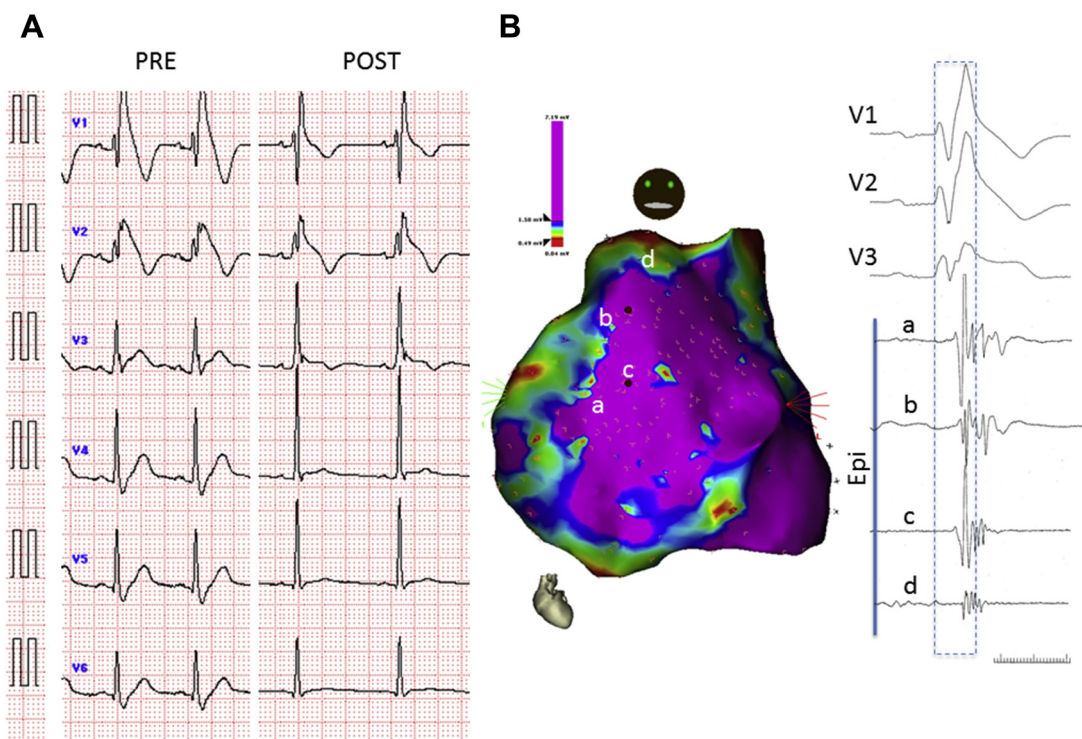 A
PRE
POST
V1
V2
V3
V4
V5
V6
B
7.19 mV
1.50 mV
0.49 mV
0.04 mV
d
b
c
a
V1
V2
V3
Epi
a
b
c
d